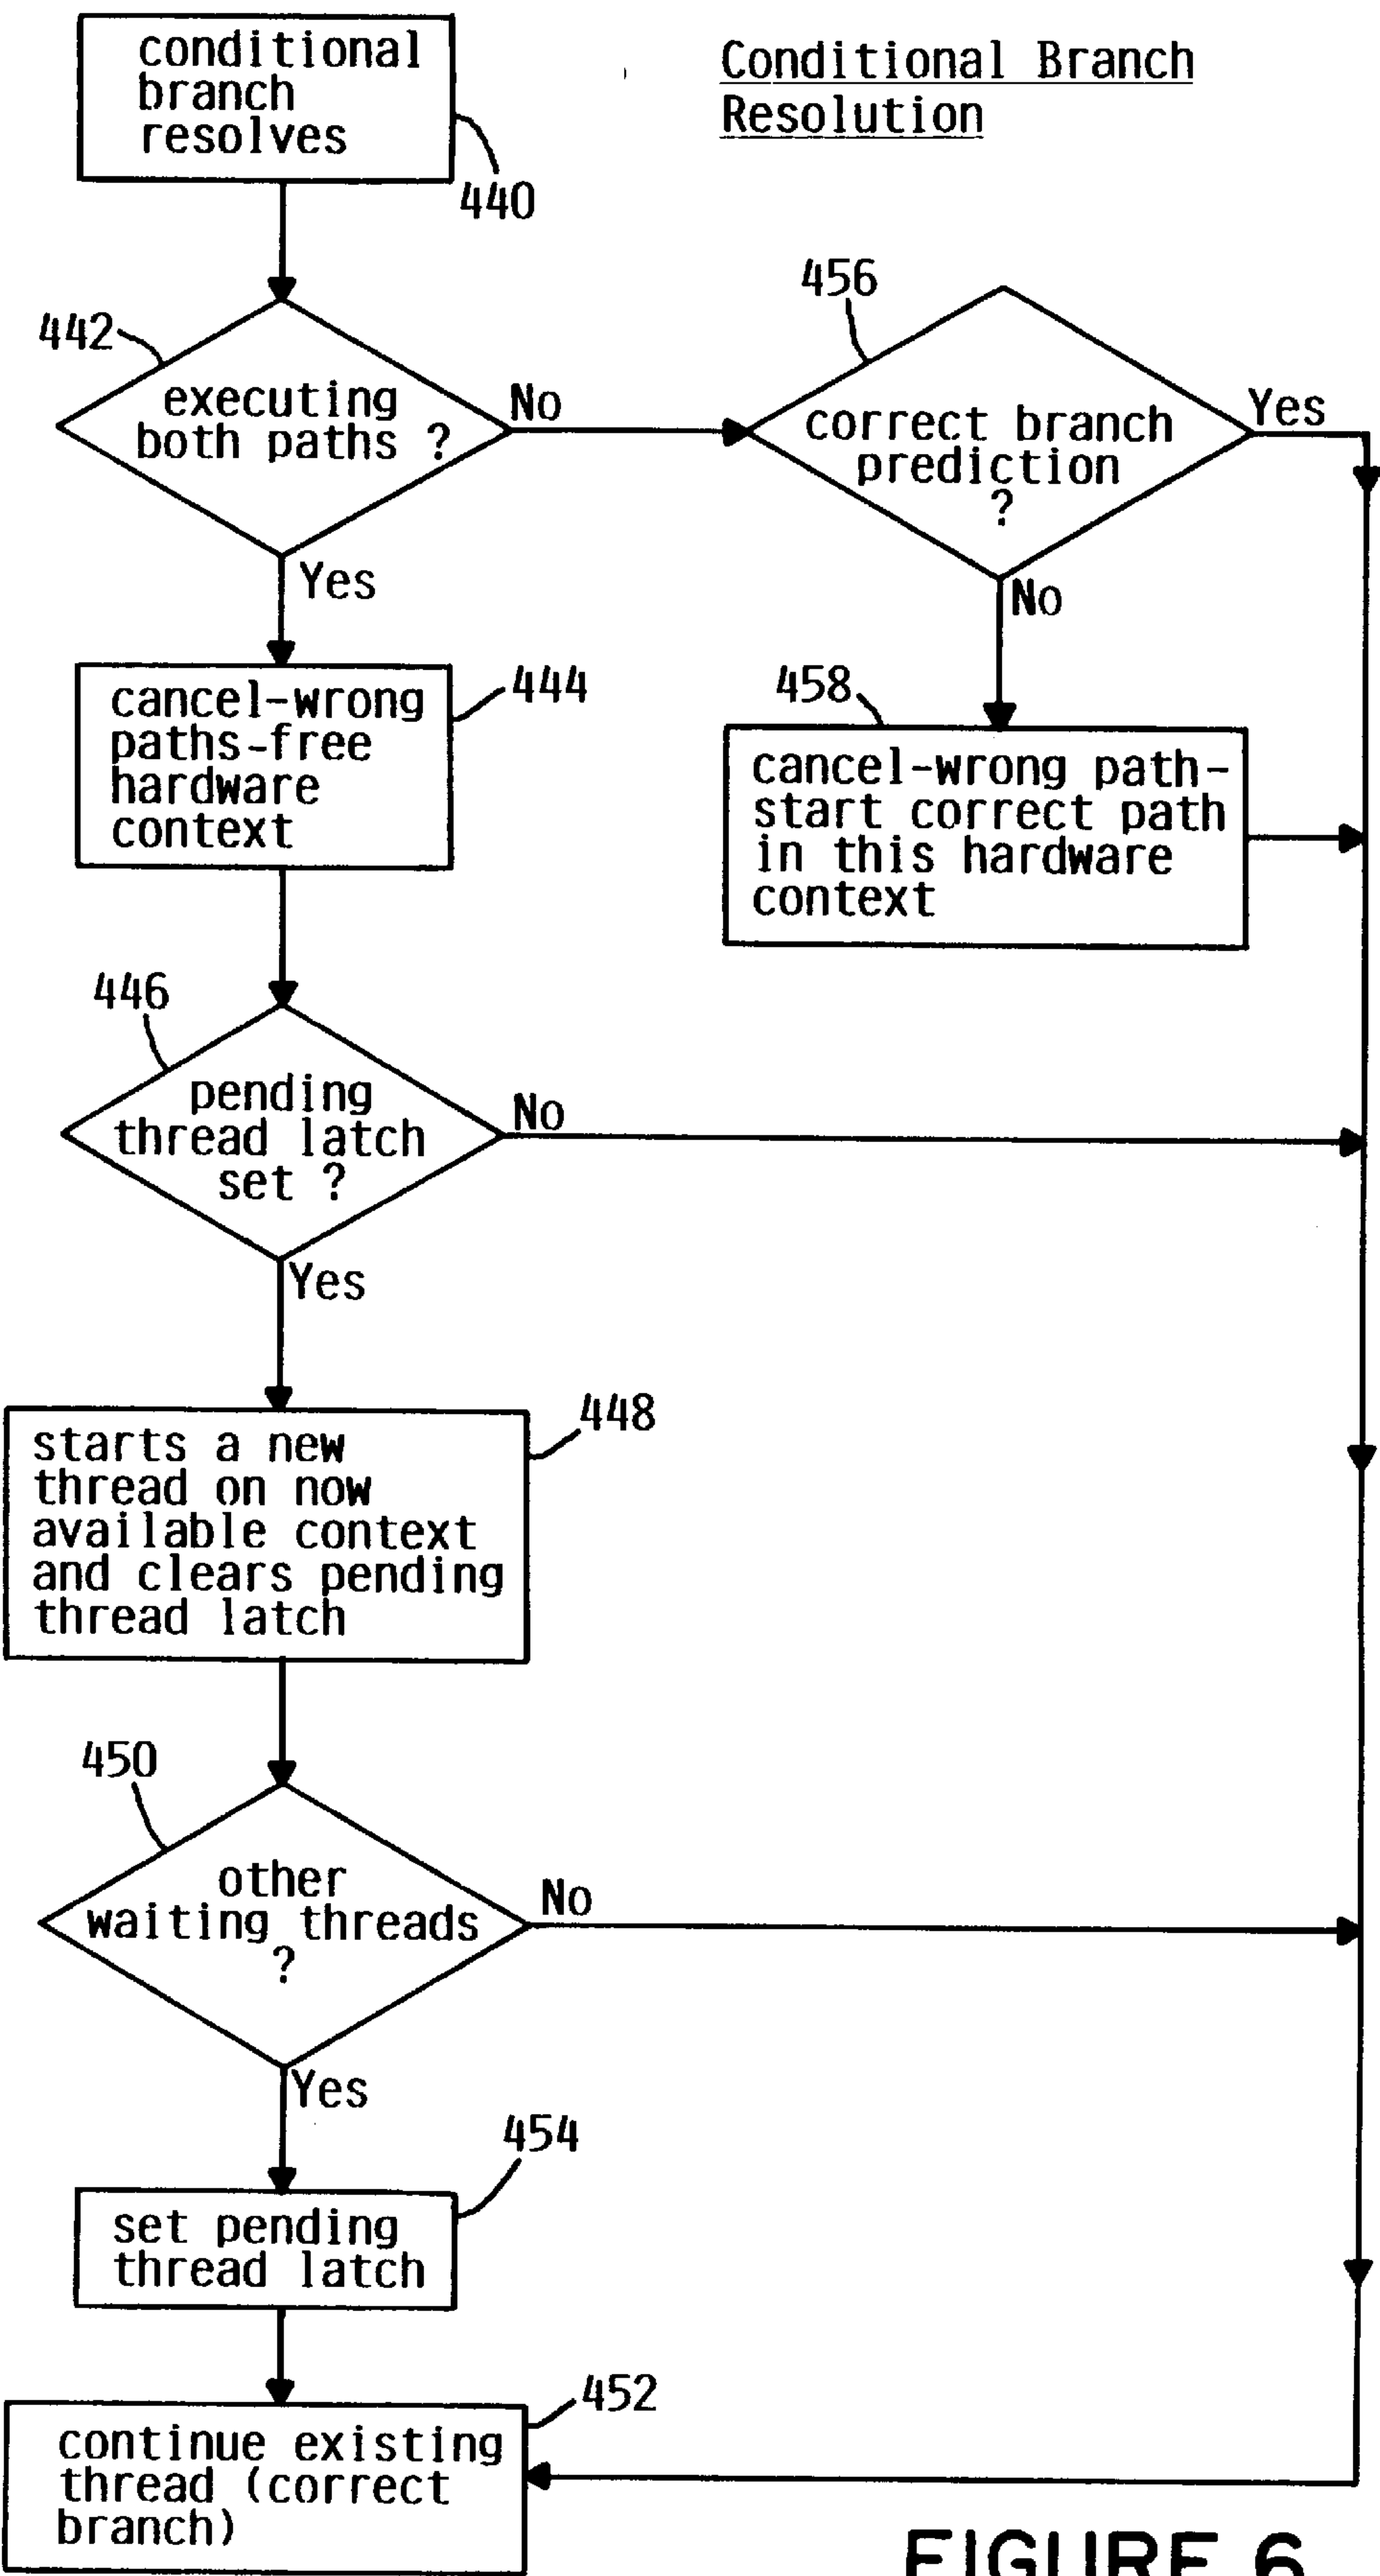 conditional
branch
resolves
440
Conditional Branch
Resolution
442
executing
both paths ?
No
Yes
456
correct branch
prediction
?
Yes
No
444
cancel-wrong
paths-free
hardware
context
458
cancel-wrong path-
start correct path
in this hardware
context
446
pending
thread latch
set ?
No
Yes
448
starts a new
thread on now
available context
and clears pending
thread latch
450
other
waiting threads
?
No
Yes
454
set pending
thread latch
452
continue existing
thread (correct
branch)
FIGURE 6